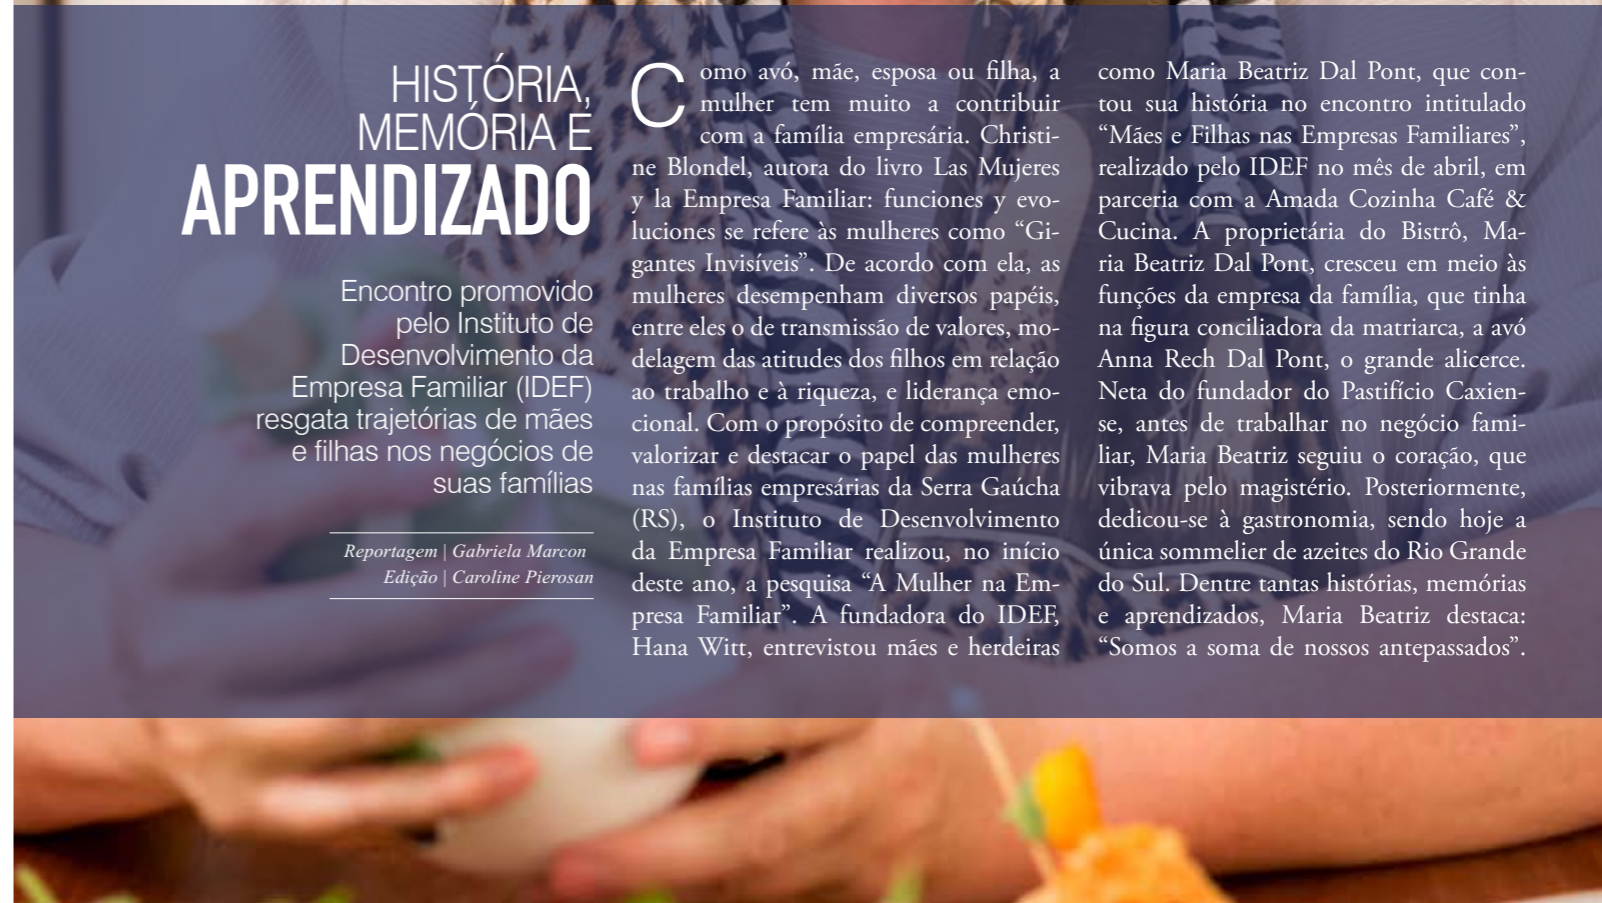 HISTÓRIA,
MEMÓRIA E
APRENDIZADO
Encontro promovido
pelo Instituto de
Desenvolvimento da
Empresa Familiar (IDEF)
resgata trajetórias de mães
e filhas nos negócios de
suas famílias
Reportagem | Gabriela Marcon
Edição | Caroline Pierosan
Como avó, mãe, esposa ou filha, a
mulher tem muito a contribuir
com a família empresária. Christi-
ne Blondel, autora do livro Las Mujeres
y la Empresa Familiar: funciones y evo-
luciones se refere às mulheres como “Gi-
gantes Invisíveis”. De acordo com ela, as
mulheres desempenham diversos papéis,
entre eles o de transmissão de valores, mo-
delagem das atitudes dos filhos em relação
ao trabalho e à riqueza, e liderança emo-
cional. Com o propósito de compreender,
valorizar e destacar o papel das mulheres
nas famílias empresárias da Serra Gaúcha
(RS), o Instituto de Desenvolvimento
da Empresa Familiar realizou, no início
deste ano, a pesquisa “A Mulher na Em-
presa Familiar”. A fundadora do IDEF,
Hana Witt, entrevistou mães e herdeiras
como Maria Beatriz Dal Pont, que con-
tou sua história no encontro intitulado
“Mães e Filhas nas Empresas Familiares”,
realizado pelo IDEF no mês de abril, em
parceria com a Amada Cozinha Café &
Cucina. A proprietária do Bistrô, Ma-
ria Beatriz Dal Pont, cresceu em meio às
funções da empresa da família, que tinha
na figura conciliadora da matriarca, a avó
Anna Rech Dal Pont, o grande alicerce.
Neta do fundador do Pastifício Caxien-
se, antes de trabalhar no negócio fami-
liar, Maria Beatriz seguiu o coração, que
vibrava pelo magistério. Posteriormente,
dedicou-se à gastronomia, sendo hoje a
única sommelier de azeites do Rio Grande
do Sul. Dentre tantas histórias, memórias
e aprendizados, Maria Beatriz destaca:
“Somos a soma de nossos antepassados”.